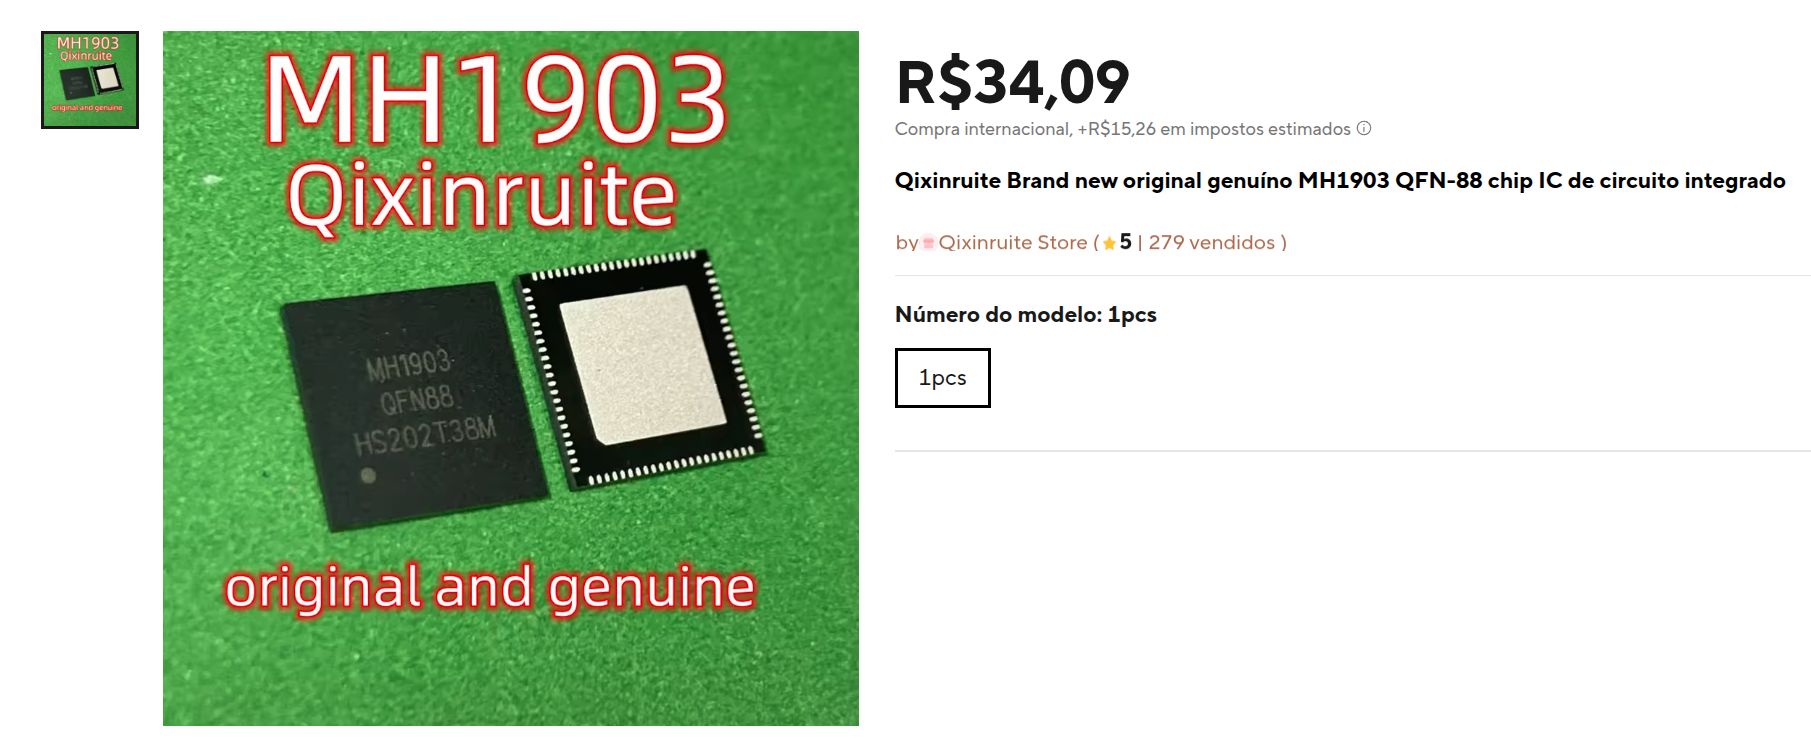 MH1903
Qixinruite
original and genuine
MH1903
Qixinruite
MH1903
QFN88
HS202T38M
original and genuine
R$34,09
Compra internacional, +R$15,26 em impostos estimados
Qixinruite Brand new original genuíno MH1903 QFN-88 chip IC de circuito integrado
by Qixinruite Store ( 5 | 279 vendidos )
Número do modelo: 1pcs
1pcs